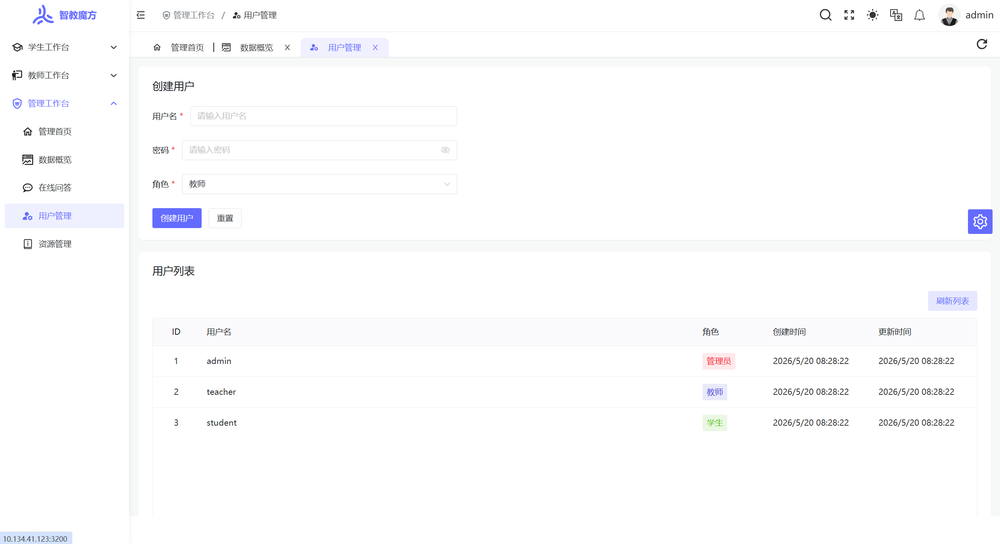 智教魔方
管理工作台 / 用户管理
admin
学生工作台
教师工作台
管理工作台
管理首页
数据概览
在线问答
用户管理
资源管理
管理首页 数据概览 用户管理
创建用户
用户名 * 请输入用户名
密码 * 请输入密码
角色 * 教师
创建用户 重置
用户列表
刷新列表
ID 用户名 角色 创建时间 更新时间
1 admin 管理员 2026/5/20 08:28:22 2026/5/20 08:28:22
2 teacher 教师 2026/5/20 08:28:22 2026/5/20 08:28:22
3 student 学生 2026/5/20 08:28:22 2026/5/20 08:28:22
10.134.41.123:3200